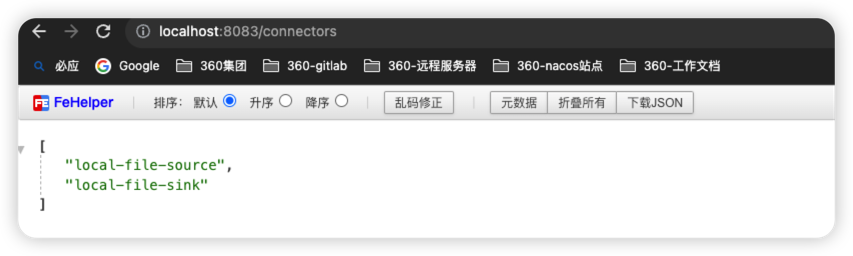 localhost:8083/connectors
必应 Google 360集团 360-gitlab 360-远程服务器 360-nacos站点 360-工作文档
FE FeHelper 排序: 默认 升序 降序 乱码修正 元数据 折叠所有 下载JSON
[
"local-file-source",
"local-file-sink"
]